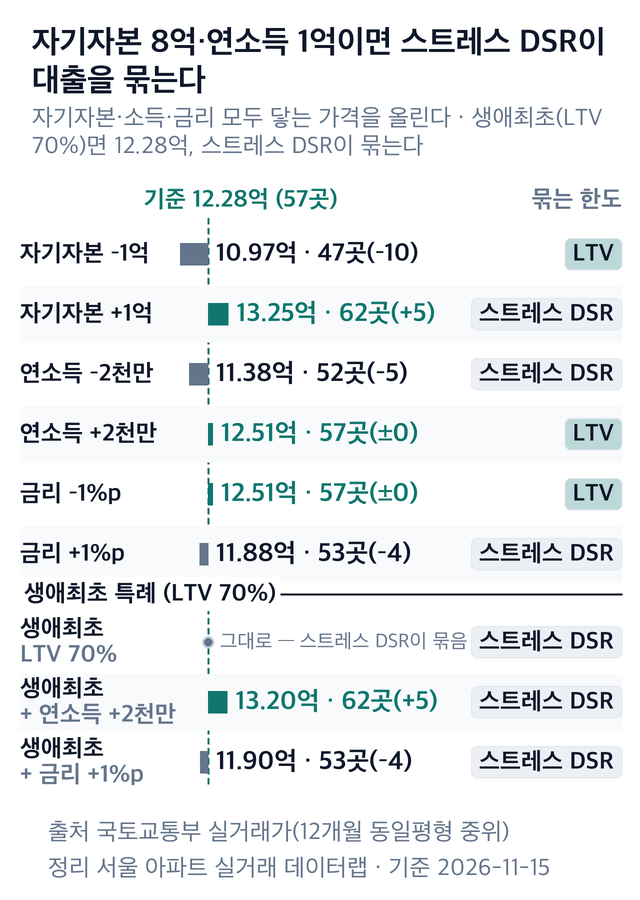 자기자본 8억·연소득 1억이면 스트레스 DSR이
대출을 묶는다
자기자본·소득·금리 모두 닿는 가격을 올린다 · 생애최초(LTV
70%)면 12.28억, 스트레스 DSR이 묶는다
기준 12.28억 (57곳) 묶는 한도
자기자본 -1억 10.97억 · 47곳(-10) LTV
자기자본 +1억 13.25억 · 62곳(+5) 스트레스 DSR
연소득 -2천만 11.38억 · 52곳(-5) 스트레스 DSR
연소득 +2천만 12.51억 · 57곳(±0) LTV
금리 -1%p 12.51억 · 57곳(±0) LTV
금리 +1%p 11.88억 · 53곳(-4) 스트레스 DSR
생애최초 특례 (LTV 70%)
생애최초
LTV 70% 그대로 — 스트레스 DSR이 묶음 스트레스 DSR
생애최초
+ 연소득 +2천만 13.20억 · 62곳(+5) 스트레스 DSR
생애최초
+ 금리 +1%p 11.90억 · 53곳(-4) 스트레스 DSR
출처 국토교통부 실거래가(12개월 동일평형 중위)
정리 서울 아파트 실거래 데이터랩 · 기준 2026-11-15